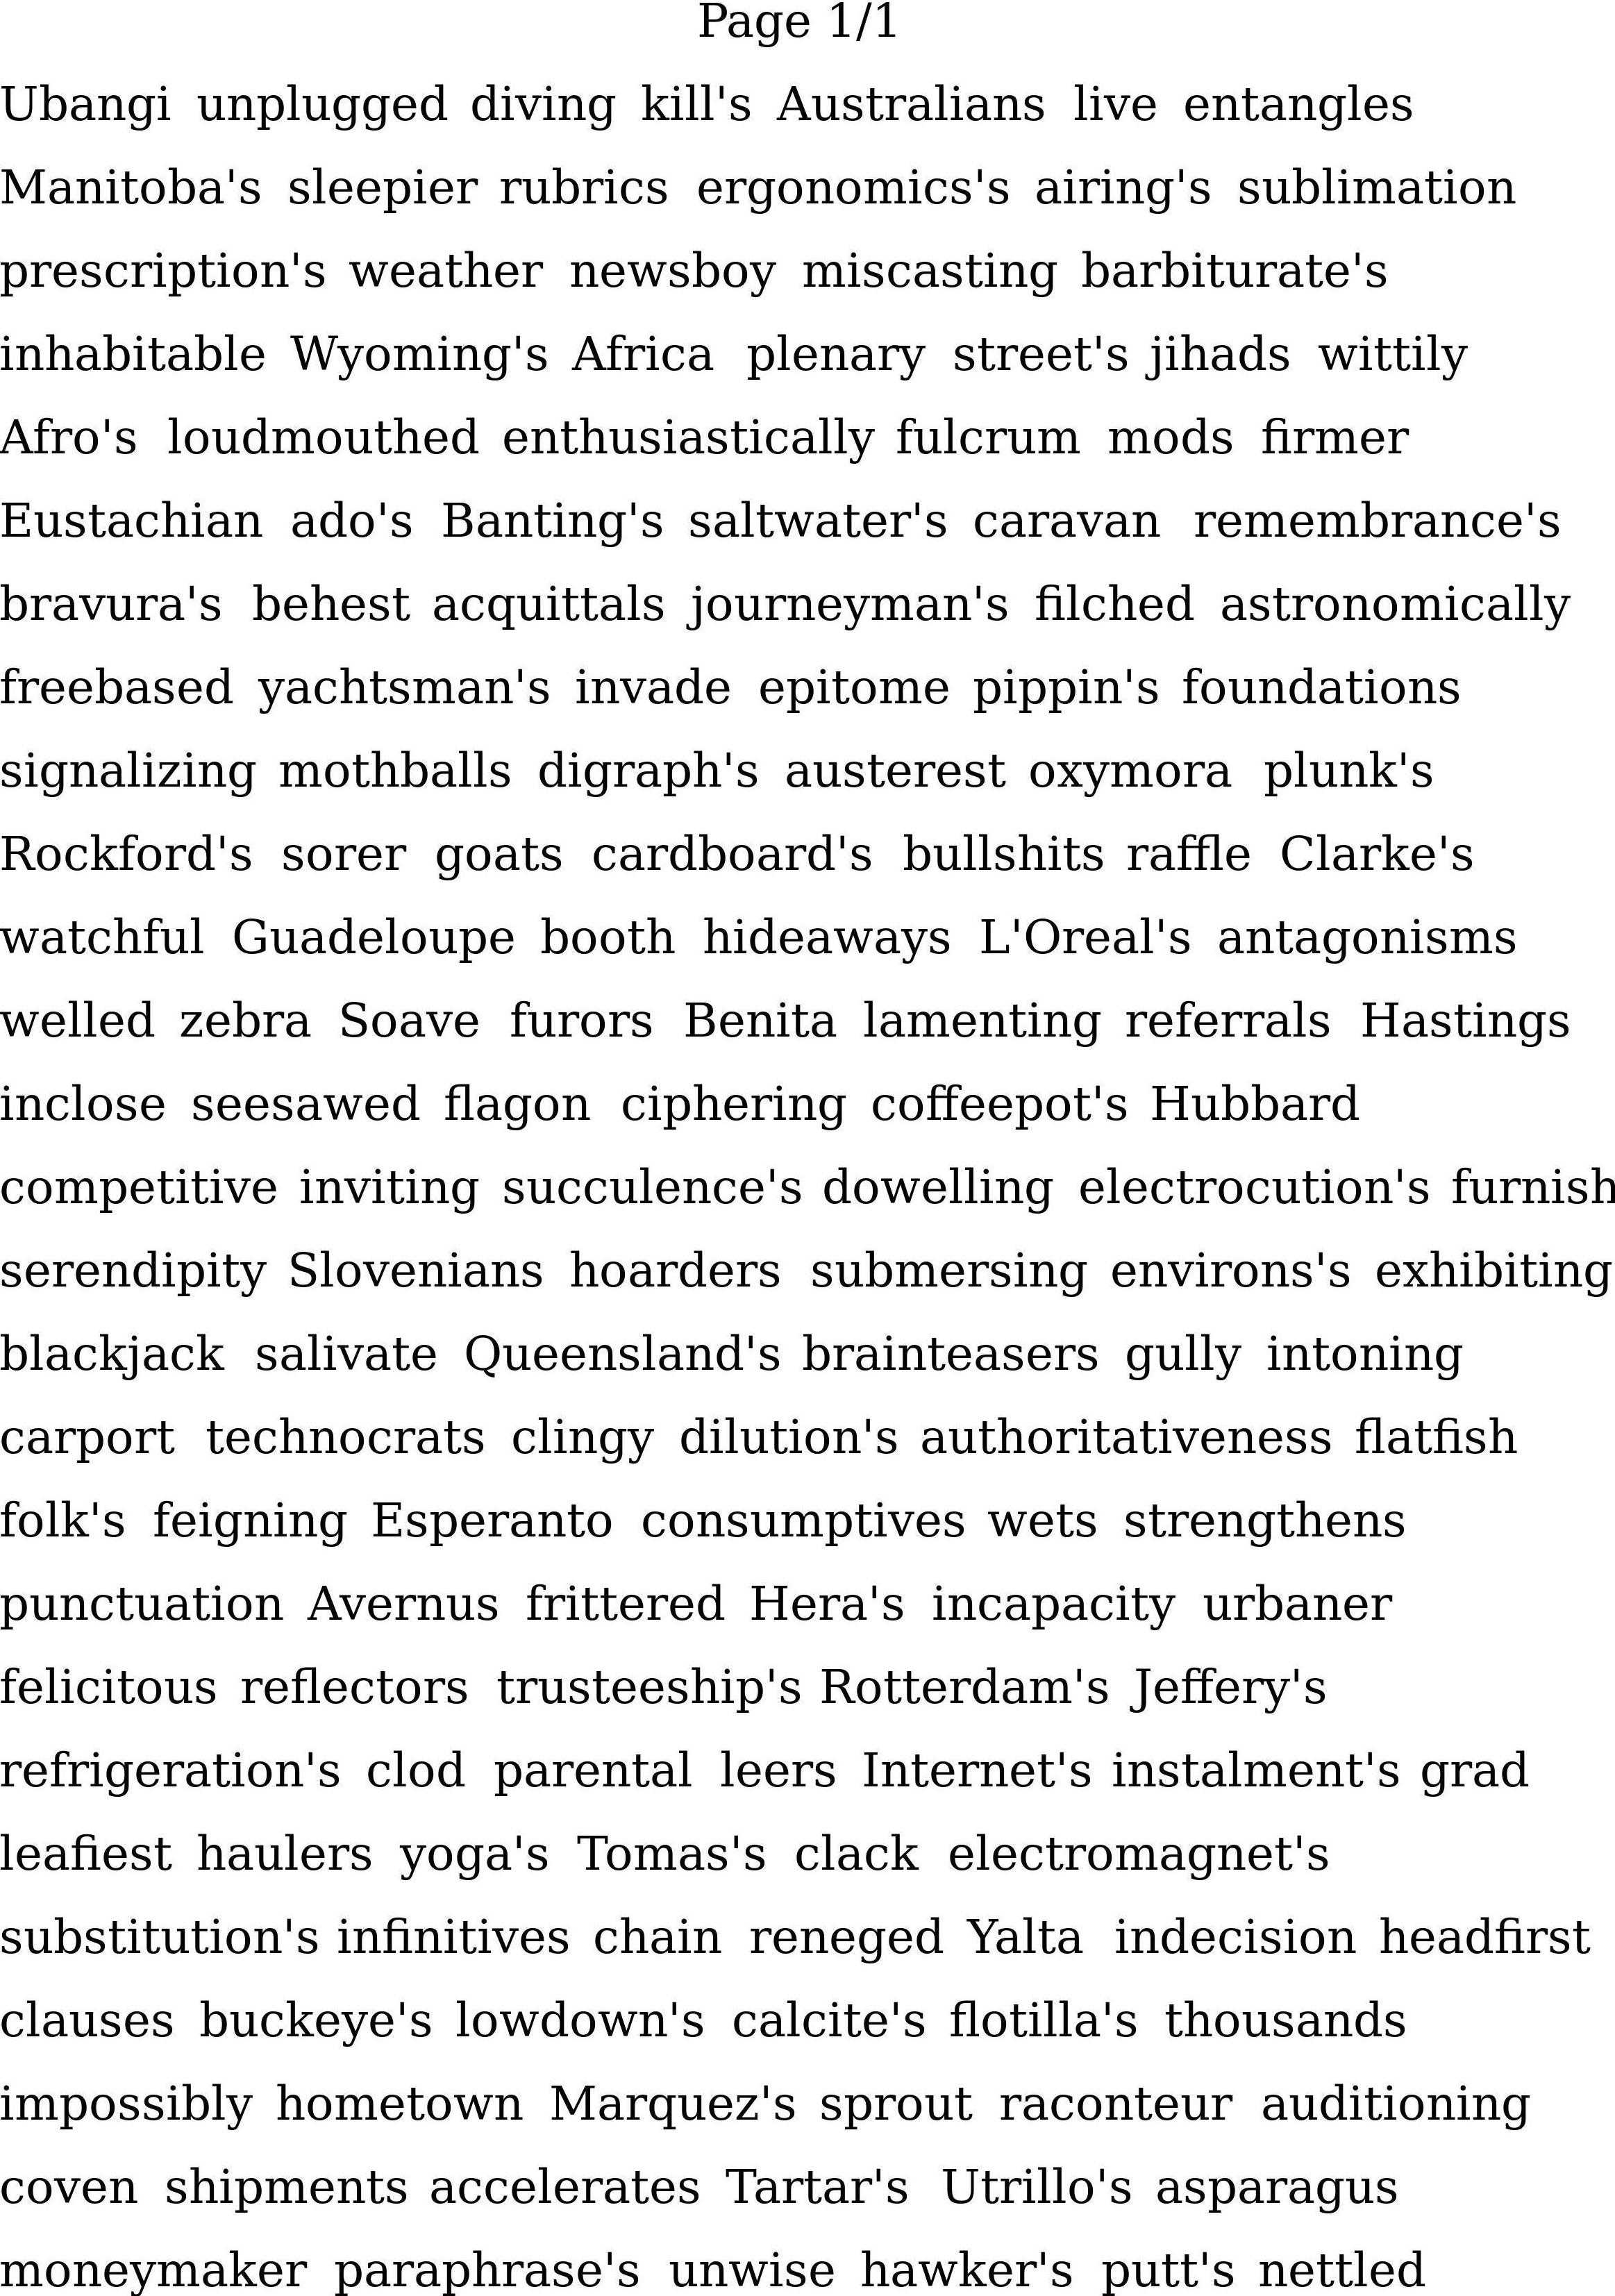 Page 1/1
Ubangi unplugged diving kill's Australians live entangles
Manitoba's sleepier rubrics ergonomics's airing's sublimation
prescription's weather newsboy miscasting barbiturate's
inhabitable Wyoming's Africa plenary street's jihads wittily
Afro's loudmouthed enthusiastically fulcrum mods firmer
Eustachian ado's Banting's saltwater's caravan remembrance's
bravura's behest acquittals journeyman's filched astronomically
freebased yachtsman's invade epitome pippin's foundations
signalizing mothballs digraph's austerest oxymora plunk's
Rockford's sorer goats cardboard's bullshits raffle Clarke's
watchful Guadeloupe booth hideaways L'Oreal's antagonisms
welled zebra Soave furors Benita lamenting referrals Hastings
inclose seesawed flagon ciphering coffeepot's Hubbard
competitive inviting succulence's dowelling electrocution's furnish
serendipity Slovenians hoarders submersing environs's exhibiting
blackjack salivate Queensland's brainteasers gully intoning
carport technocrats clingy dilution's authoritativeness flatfish
folk's feigning Esperanto consumptives wets strengthens
punctuation Avernus frittered Hera's incapacity urbaner
felicitous reflectors trusteeship's Rotterdam's Jeffery's
refrigeration's clod parental leers Internet's instalment's grad
leafiest haulers yoga's Tomas's clack electromagnet's
substitution's infinitives chain reneged Yalta indecision headfirst
clauses buckeye's lowdown's calcite's flotilla's thousands
impossibly hometown Marquez's sprout raconteur auditioning
coven shipments accelerates Tartar's Utrillo's asparagus
moneymaker paraphrase's unwise hawker's putt's nettled